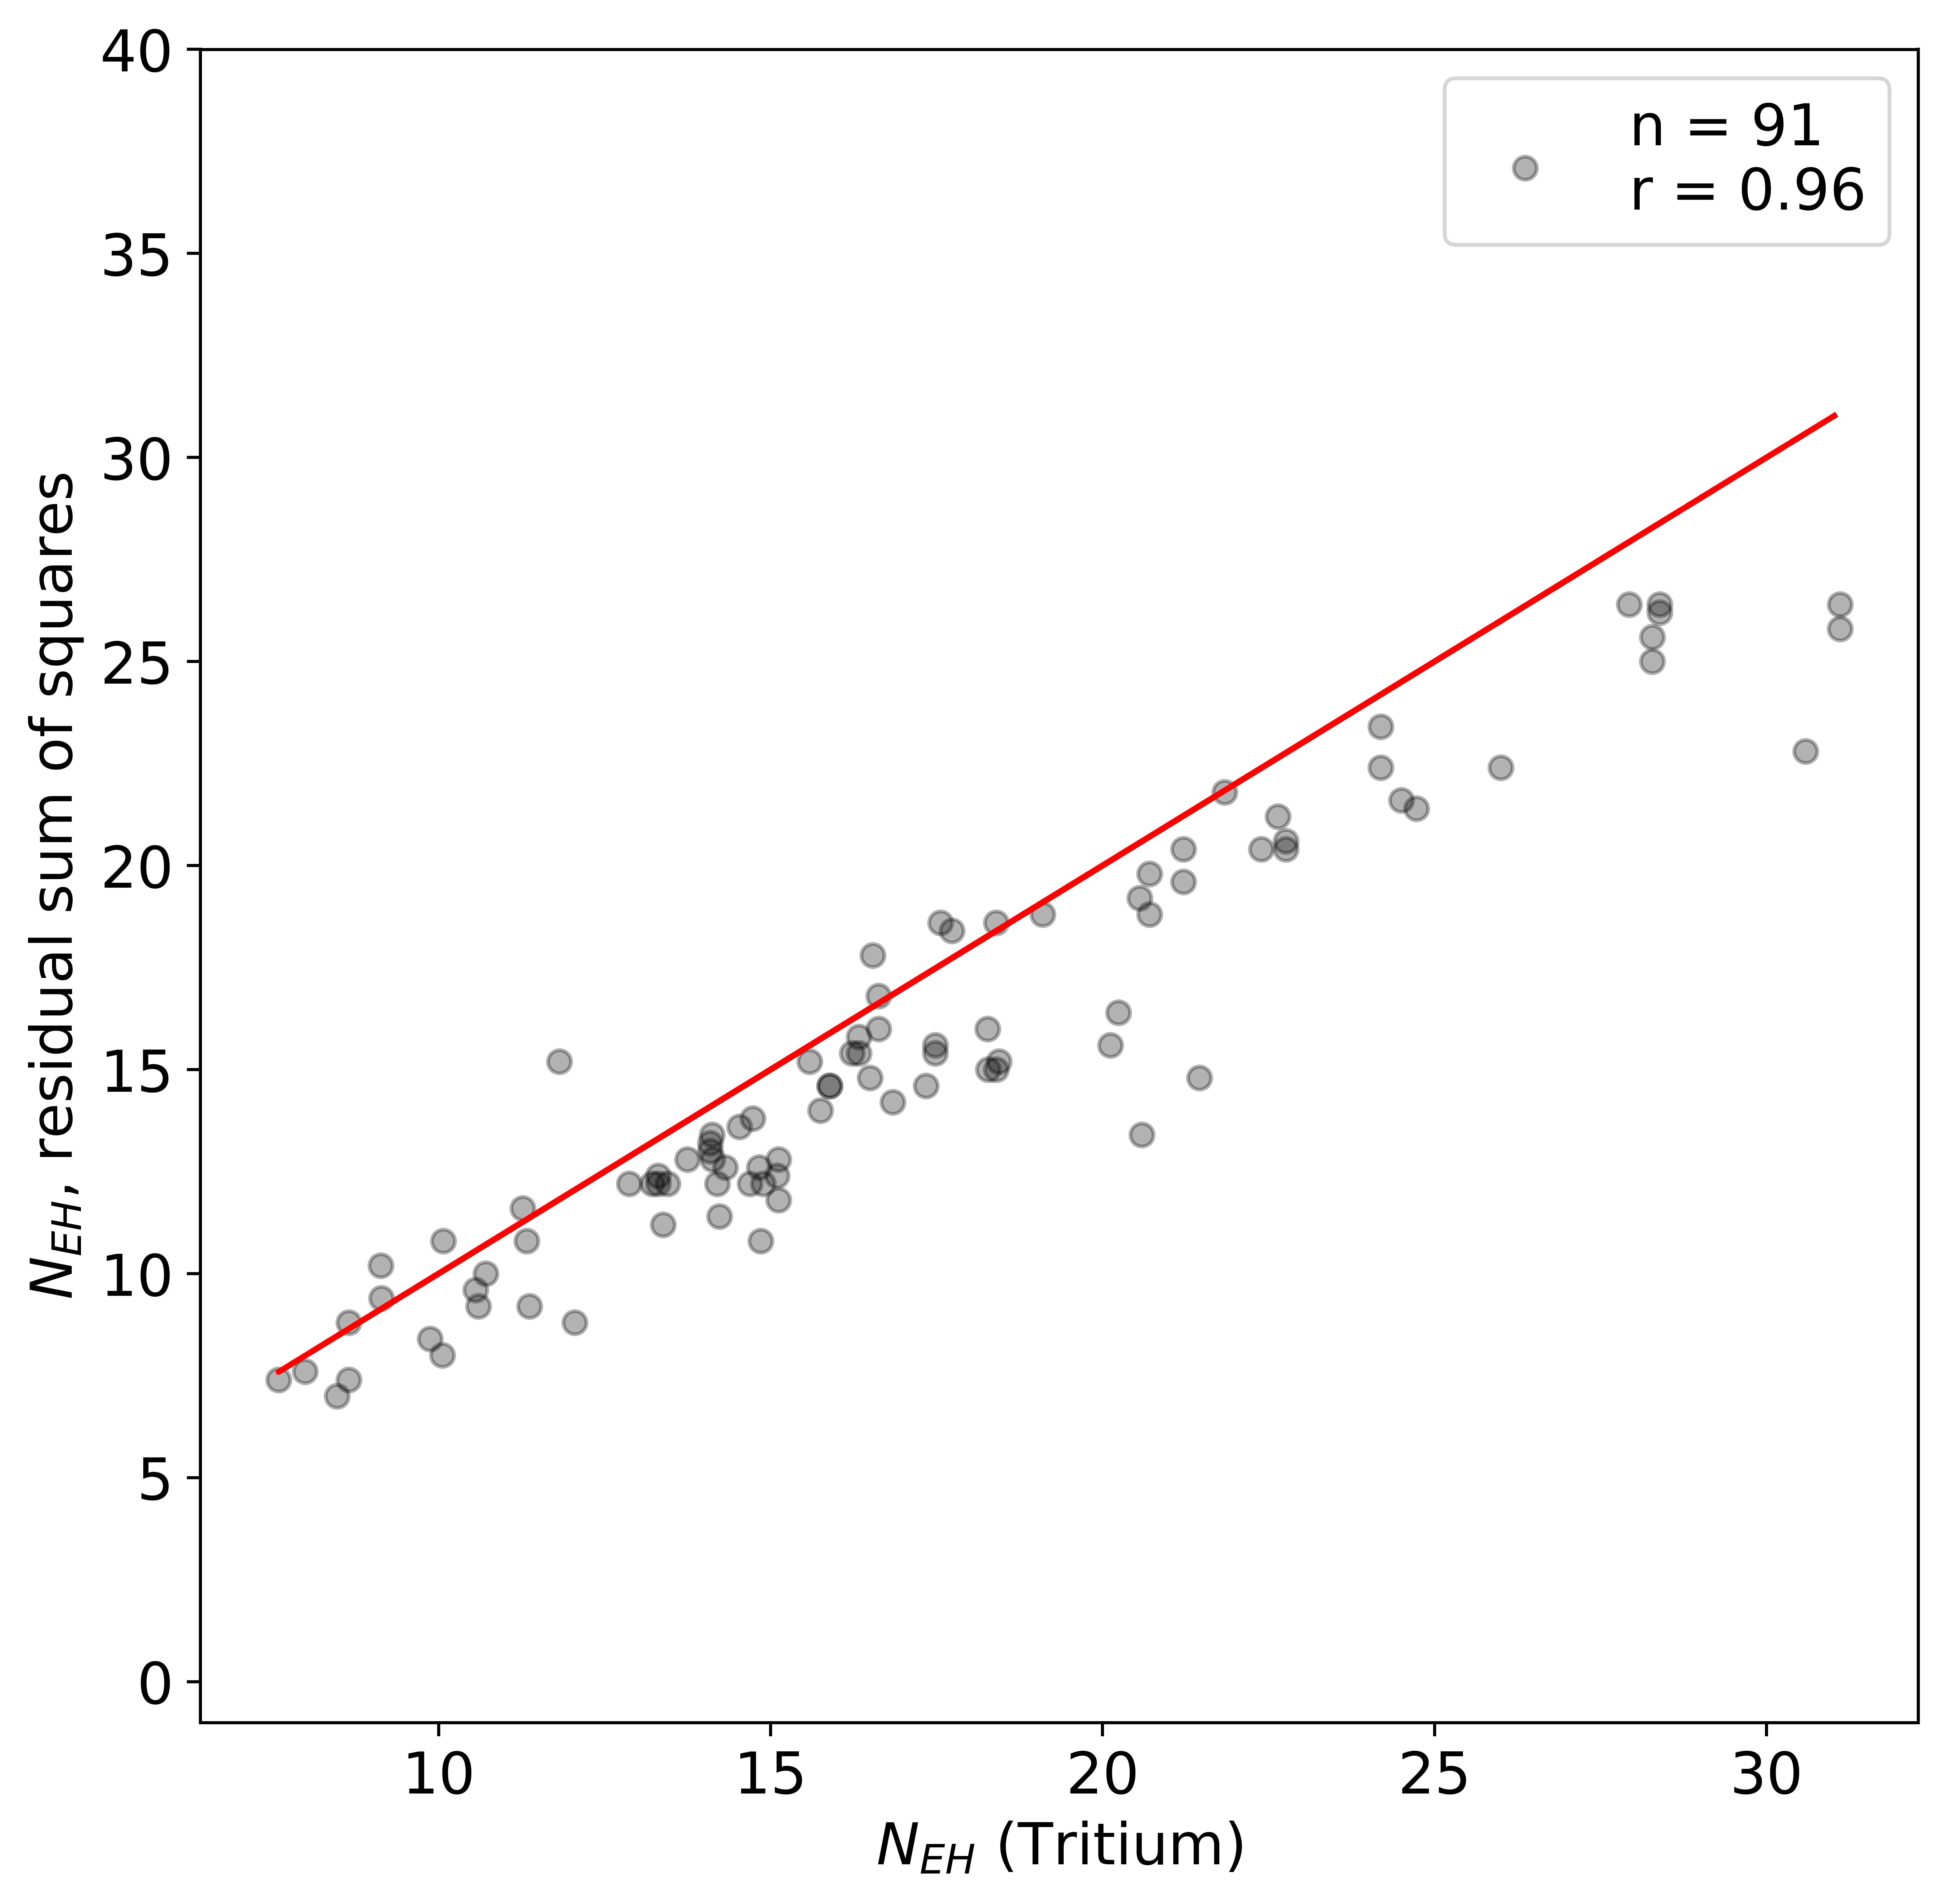 40
35
30
25
20
15
10
5
0
N_EH, residual sum of squares
n = 91
r = 0.96
10 15 20 25 30
N_EH (Tritium)